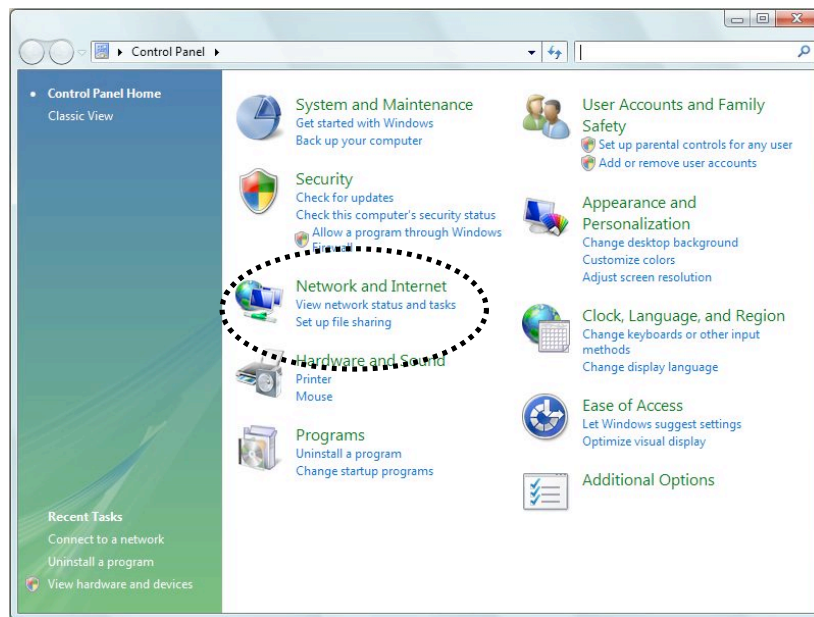 Control Panel
Control Panel Home
Classic View
System and Maintenance
Get started with Windows
Back up your computer
Security
Check for updates
Check this computer's security status
Allow a program through Windows
Firewall
Network and Internet
View network status and tasks
Set up file sharing
Hardware and Sound
Printer
Mouse
Programs
Uninstall a program
Change startup programs
User Accounts and Family
Safety
Set up parental controls for any user
Add or remove user accounts
Appearance and
Personalization
Change desktop background
Customize colors
Adjust screen resolution
Clock, Language, and Region
Change keyboards or other input
methods
Change display language
Ease of Access
Let Windows suggest settings
Optimize visual display
Additional Options
Recent Tasks
Connect to a network
Uninstall a program
View hardware and devices